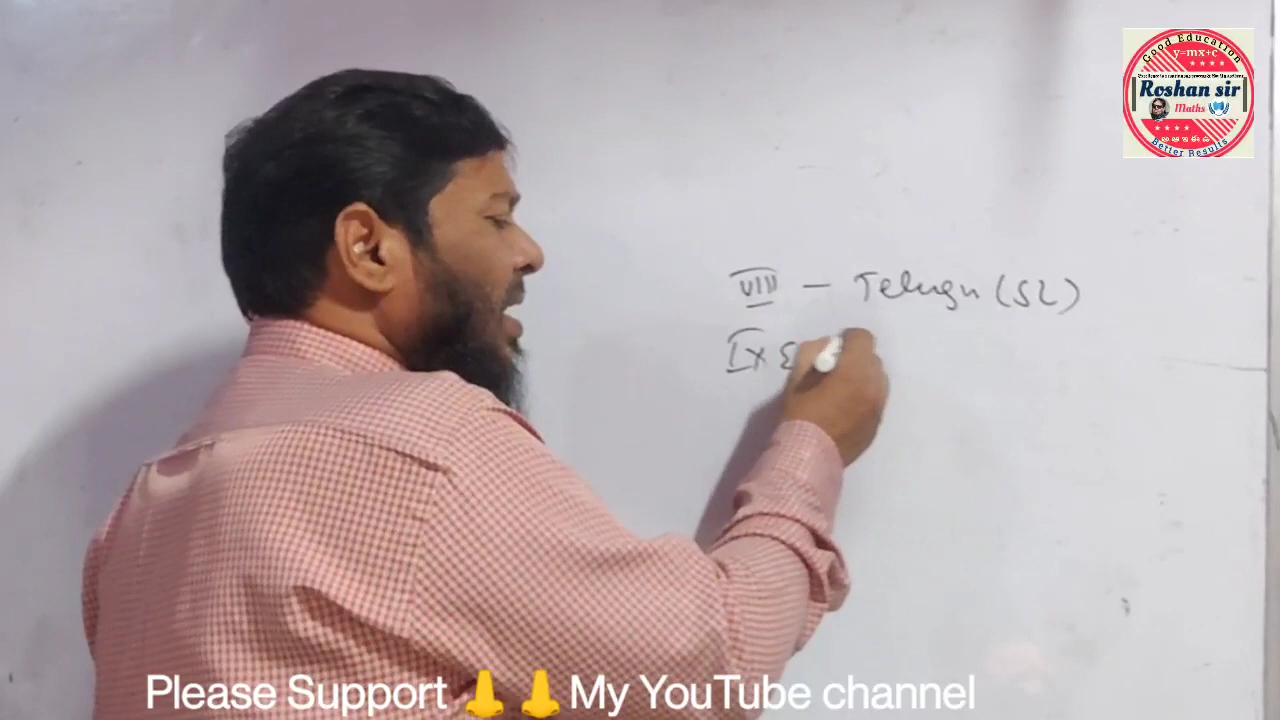 Good Education
y=mx+c
Roshan sir
Maths
Better Results
VIII — Telugu (SL)
IX &
Please Support 👇👇 My YouTube channel